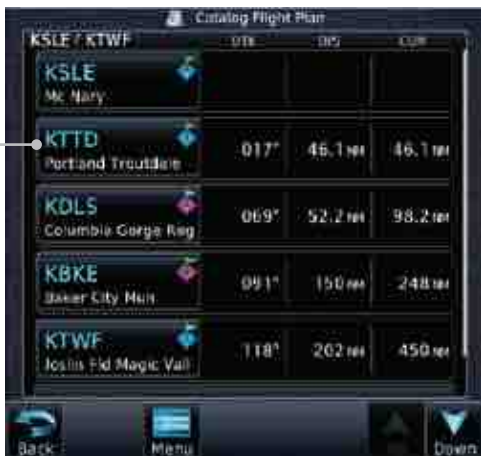 Catalog Flight Plan
KSLE / KTWF DTK DIS CUM
KSLE
Mc Nary
KTTD 017° 46.1 NM 46.1 NM
Portland Troutdale
KDLS 069° 52.2 NM 98.2 NM
Columbia Gorge Reg
KBKE 091° 150 NM 248 NM
Baker City Mun
KTWF 118° 202 NM 450 NM
Joslin Fld Magic Vall
Back Menu Down